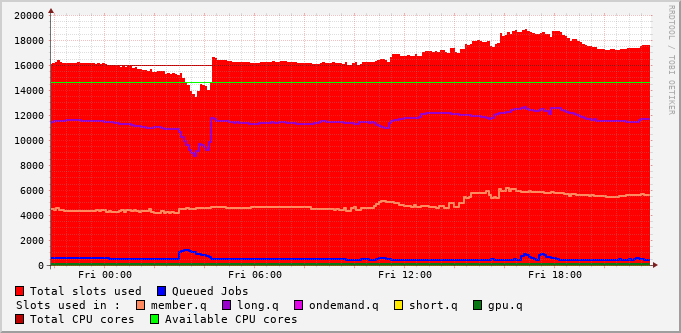 20000
18000
16000
14000
12000
10000
8000
6000
4000
2000
0
Fri 00:00 Fri 06:00 Fri 12:00 Fri 18:00
RRDTOOL / TOBI OETIKER
Total slots used Queued Jobs
Slots used in : member.q long.q ondemand.q short.q gpu.q
Total CPU cores Available CPU cores